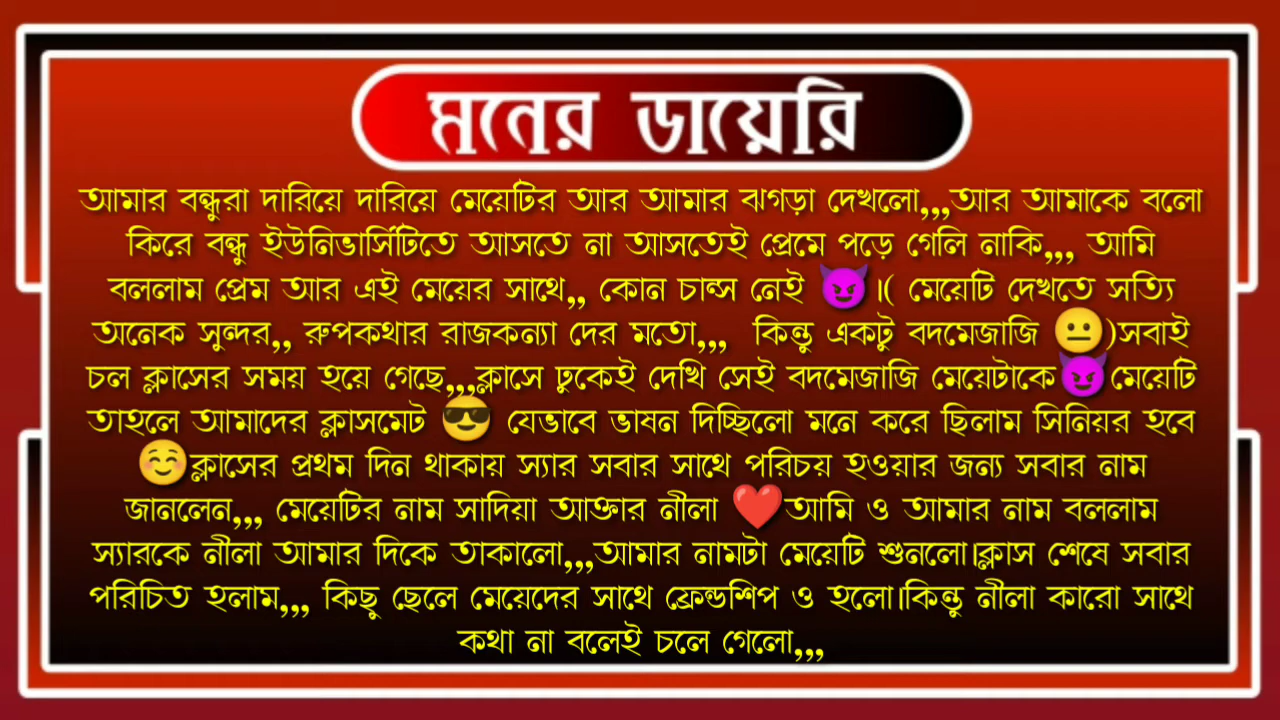 মনের ডায়েরি
আমার বন্ধুরা দারিয়ে দারিয়ে মেয়েটির আর আমার ঝগড়া দেখলো,,,আর আমাকে বলো
কিরে বন্ধু ইউনিভার্সিটিতে আসতে না আসতেই প্রেমে পড়ে গেলি নাকি,,, আমি
বললাম প্রেম আর এই মেয়ের সাথে,, কোন চান্স নেই 😈।( মেয়েটি দেখতে সত্যি
অনেক সুন্দর,, রুপকথার রাজকন্যা দের মতো,,, কিন্তু একটু বদমেজাজি 😐)সবাই
চল ক্লাসের সময় হয়ে গেছে,,,ক্লাসে ঢুকেই দেখি সেই বদমেজাজি মেয়েটাকে😈মেয়েটি
তাহলে আমাদের ক্লাসমেট 😎 যেভাবে ভাষন দিচ্ছিলো মনে করে ছিলাম সিনিয়র হবে
☺️ক্লাসের প্রথম দিন থাকায় স্যার সবার সাথে পরিচয় হওয়ার জন্য সবার নাম
জানলেন,,, মেয়েটির নাম সাদিয়া আক্তার নীলা ❤️আমি ও আমার নাম বললাম
স্যারকে নীলা আমার দিকে তাকালো,,,আমার নামটা মেয়েটি শুনলো।ক্লাস শেষে সবার
পরিচিত হলাম,,, কিছু ছেলে মেয়েদের সাথে ফ্রেন্ডশিপ ও হলো।কিন্তু নীলা কারো সাথে
কথা না বলেই চলে গেলো,,,